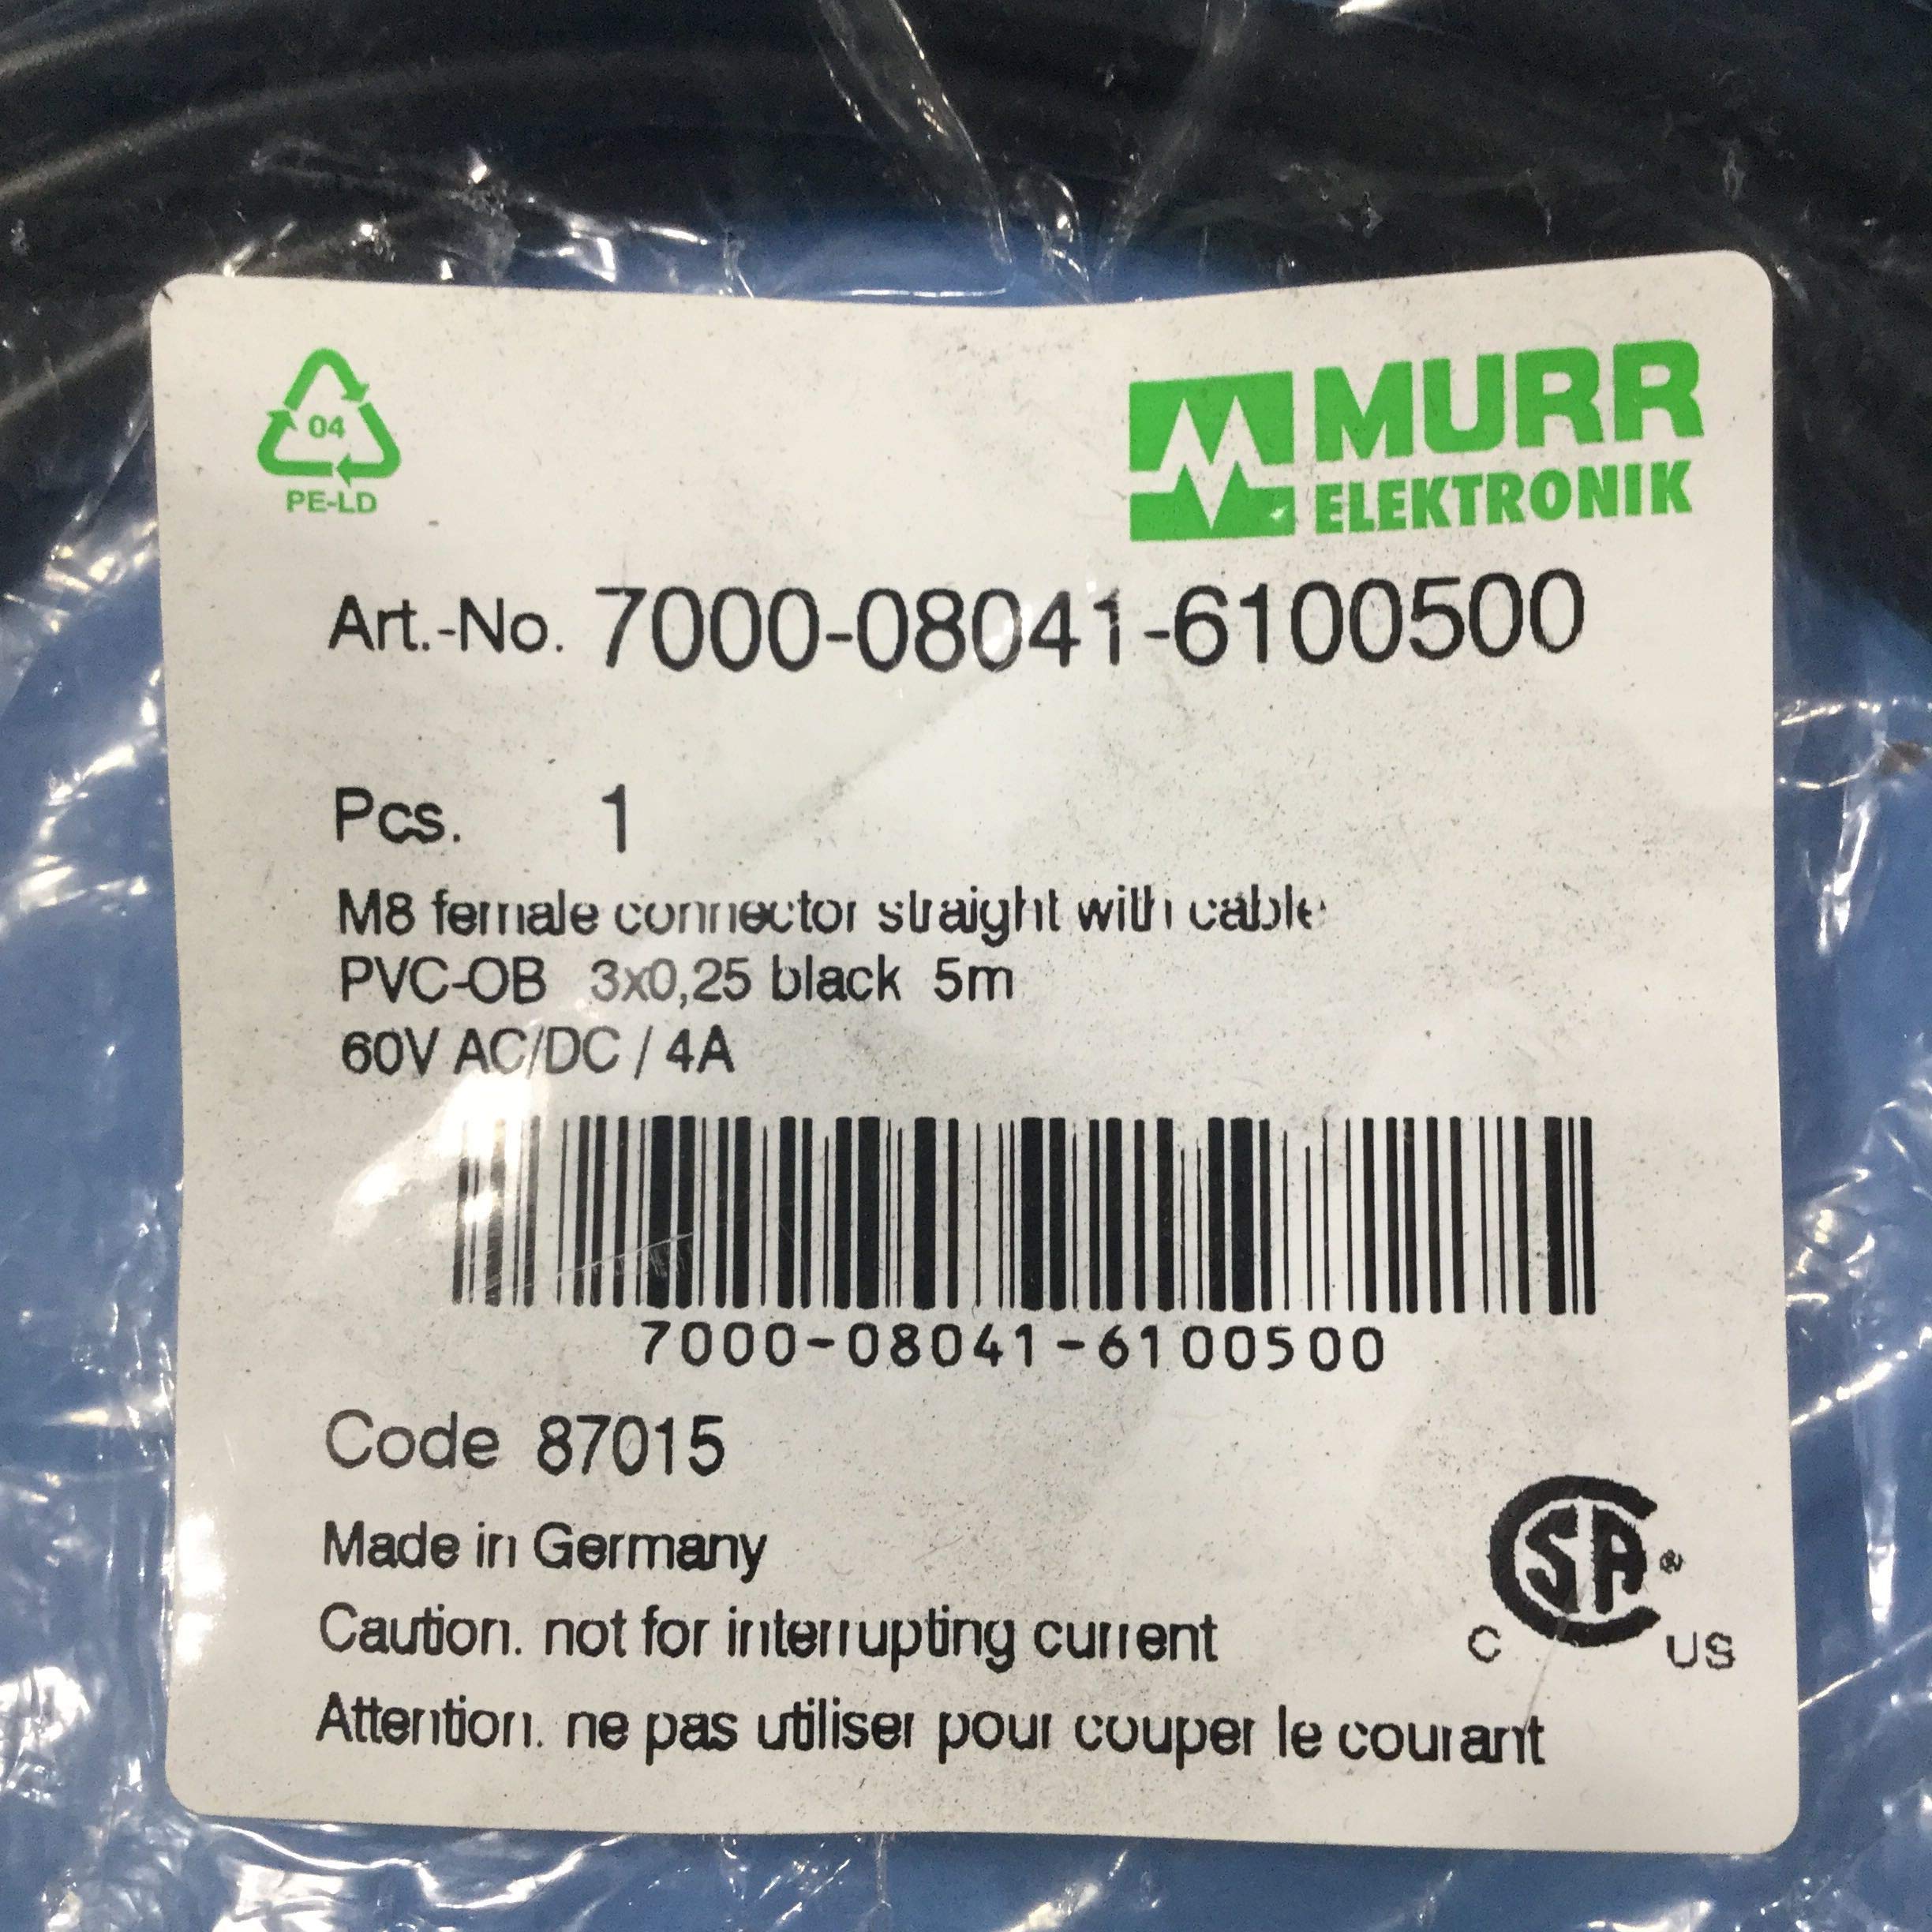 04
PE-LD
MURR
ELEKTRONIK
Art.-No. 7000-08041-6100500
Pcs. 1
M8 female connector straight with cable
PVC-OB 3x0,25 black 5m
60V AC/DC / 4A
7000-08041-6100500
Code 87015
Made in Germany
Caution. not for interrupting current
Attention. ne pas utiliser pour couper le courant
CSA®
C US